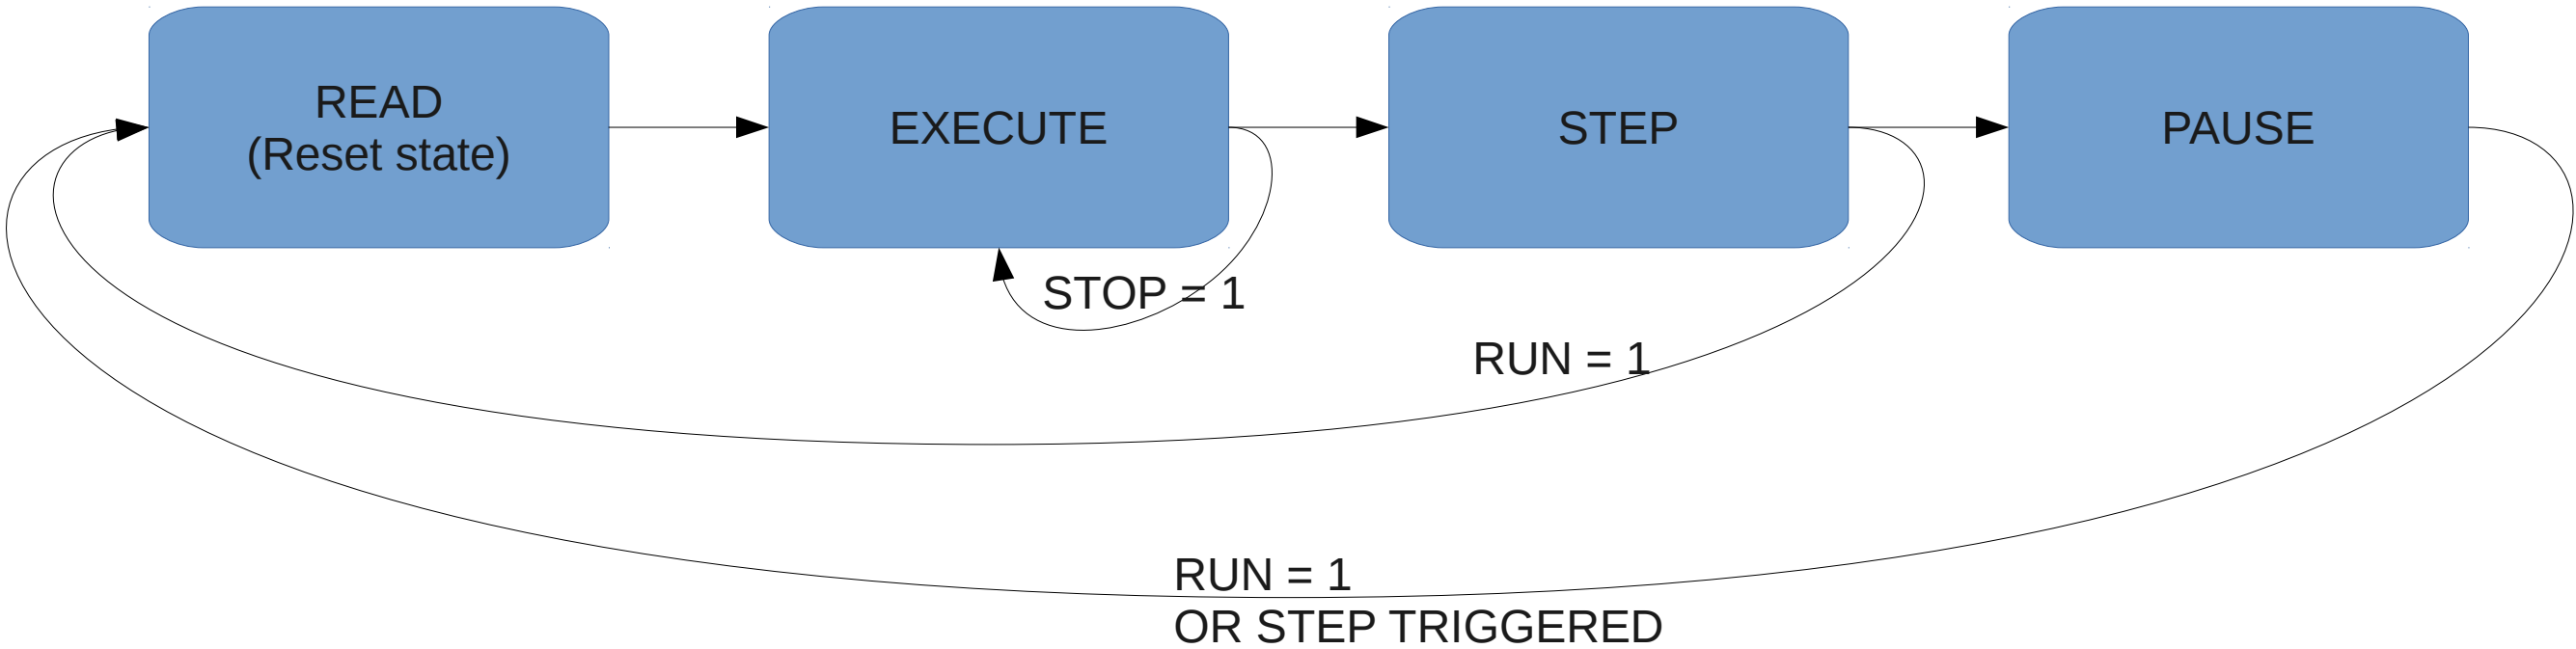 READ
(Reset state)
EXECUTE
STEP
PAUSE
STOP = 1
RUN = 1
RUN = 1
OR STEP TRIGGERED